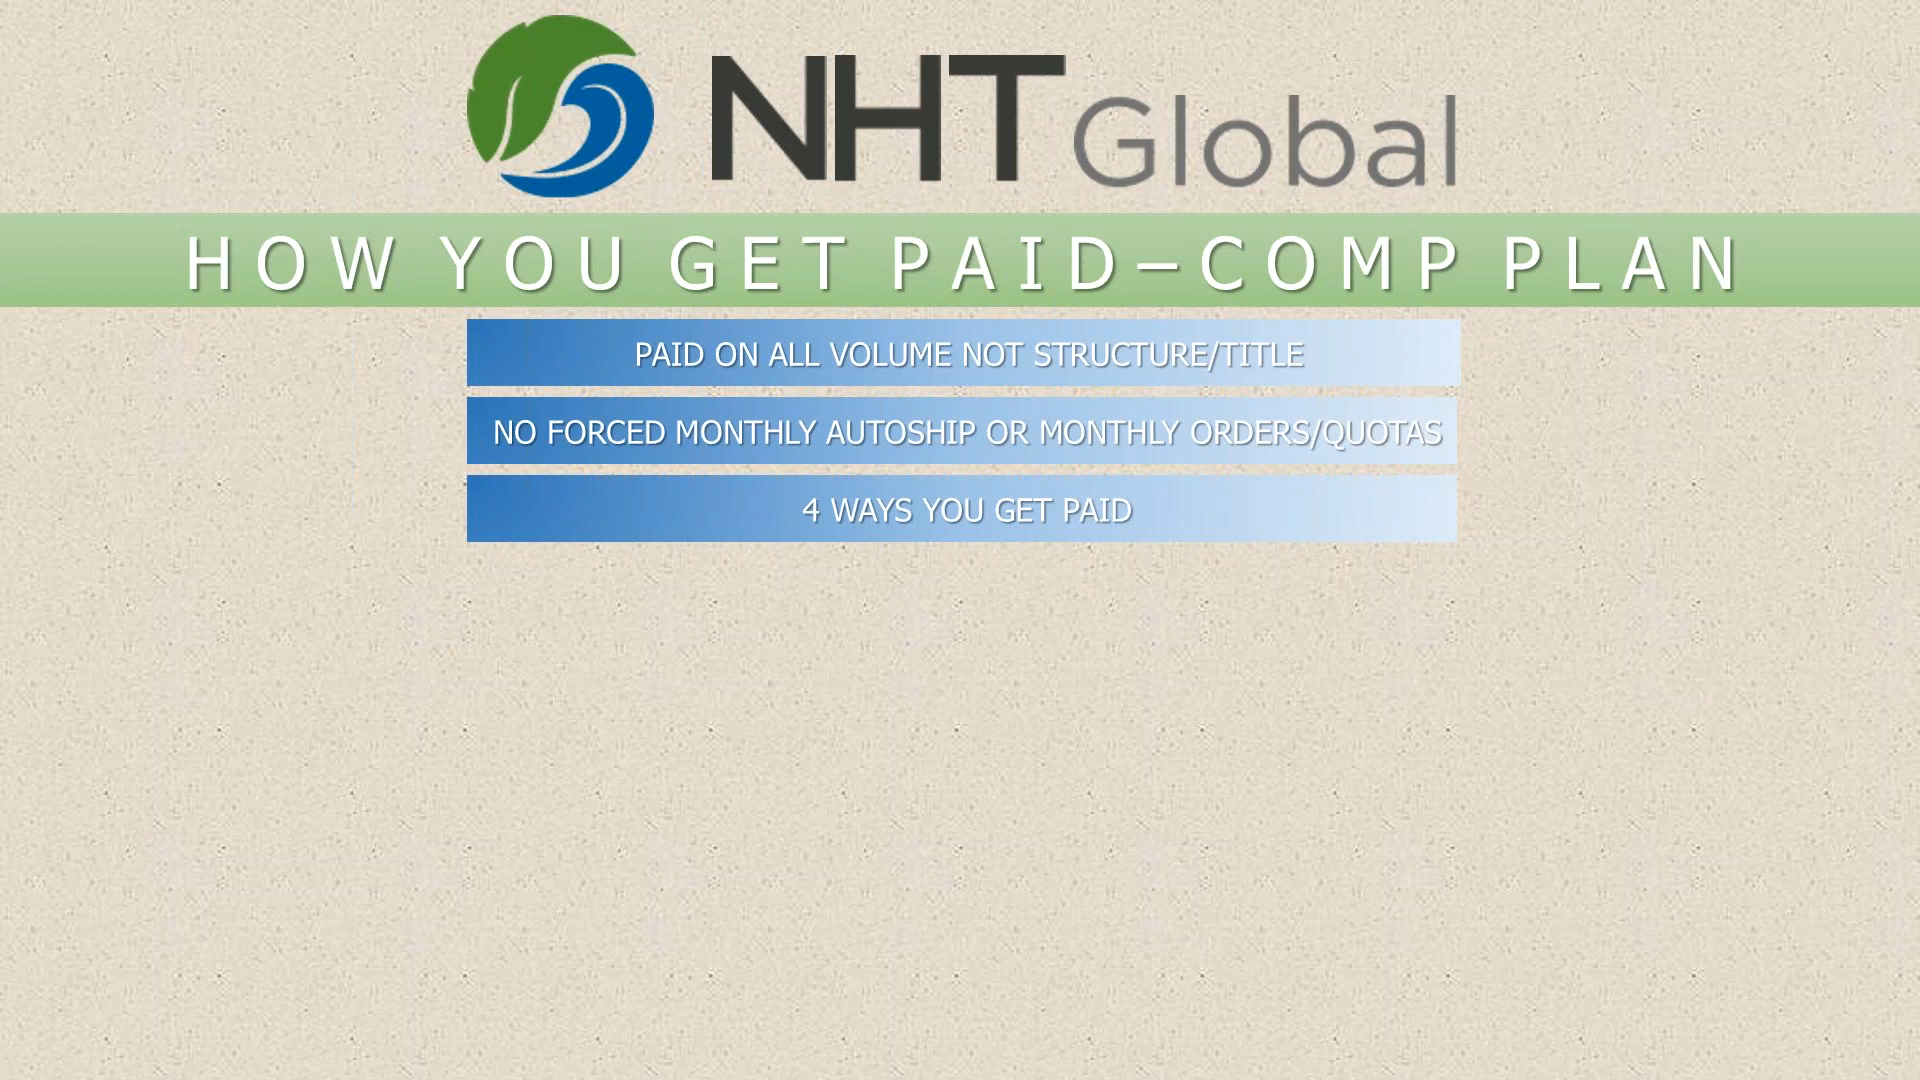 NHT Global
HOW YOU GET PAID–COMP PLAN
PAID ON ALL VOLUME NOT STRUCTURE/TITLE
NO FORCED MONTHLY AUTOSHIP OR MONTHLY ORDERS/QUOTAS
4 WAYS YOU GET PAID